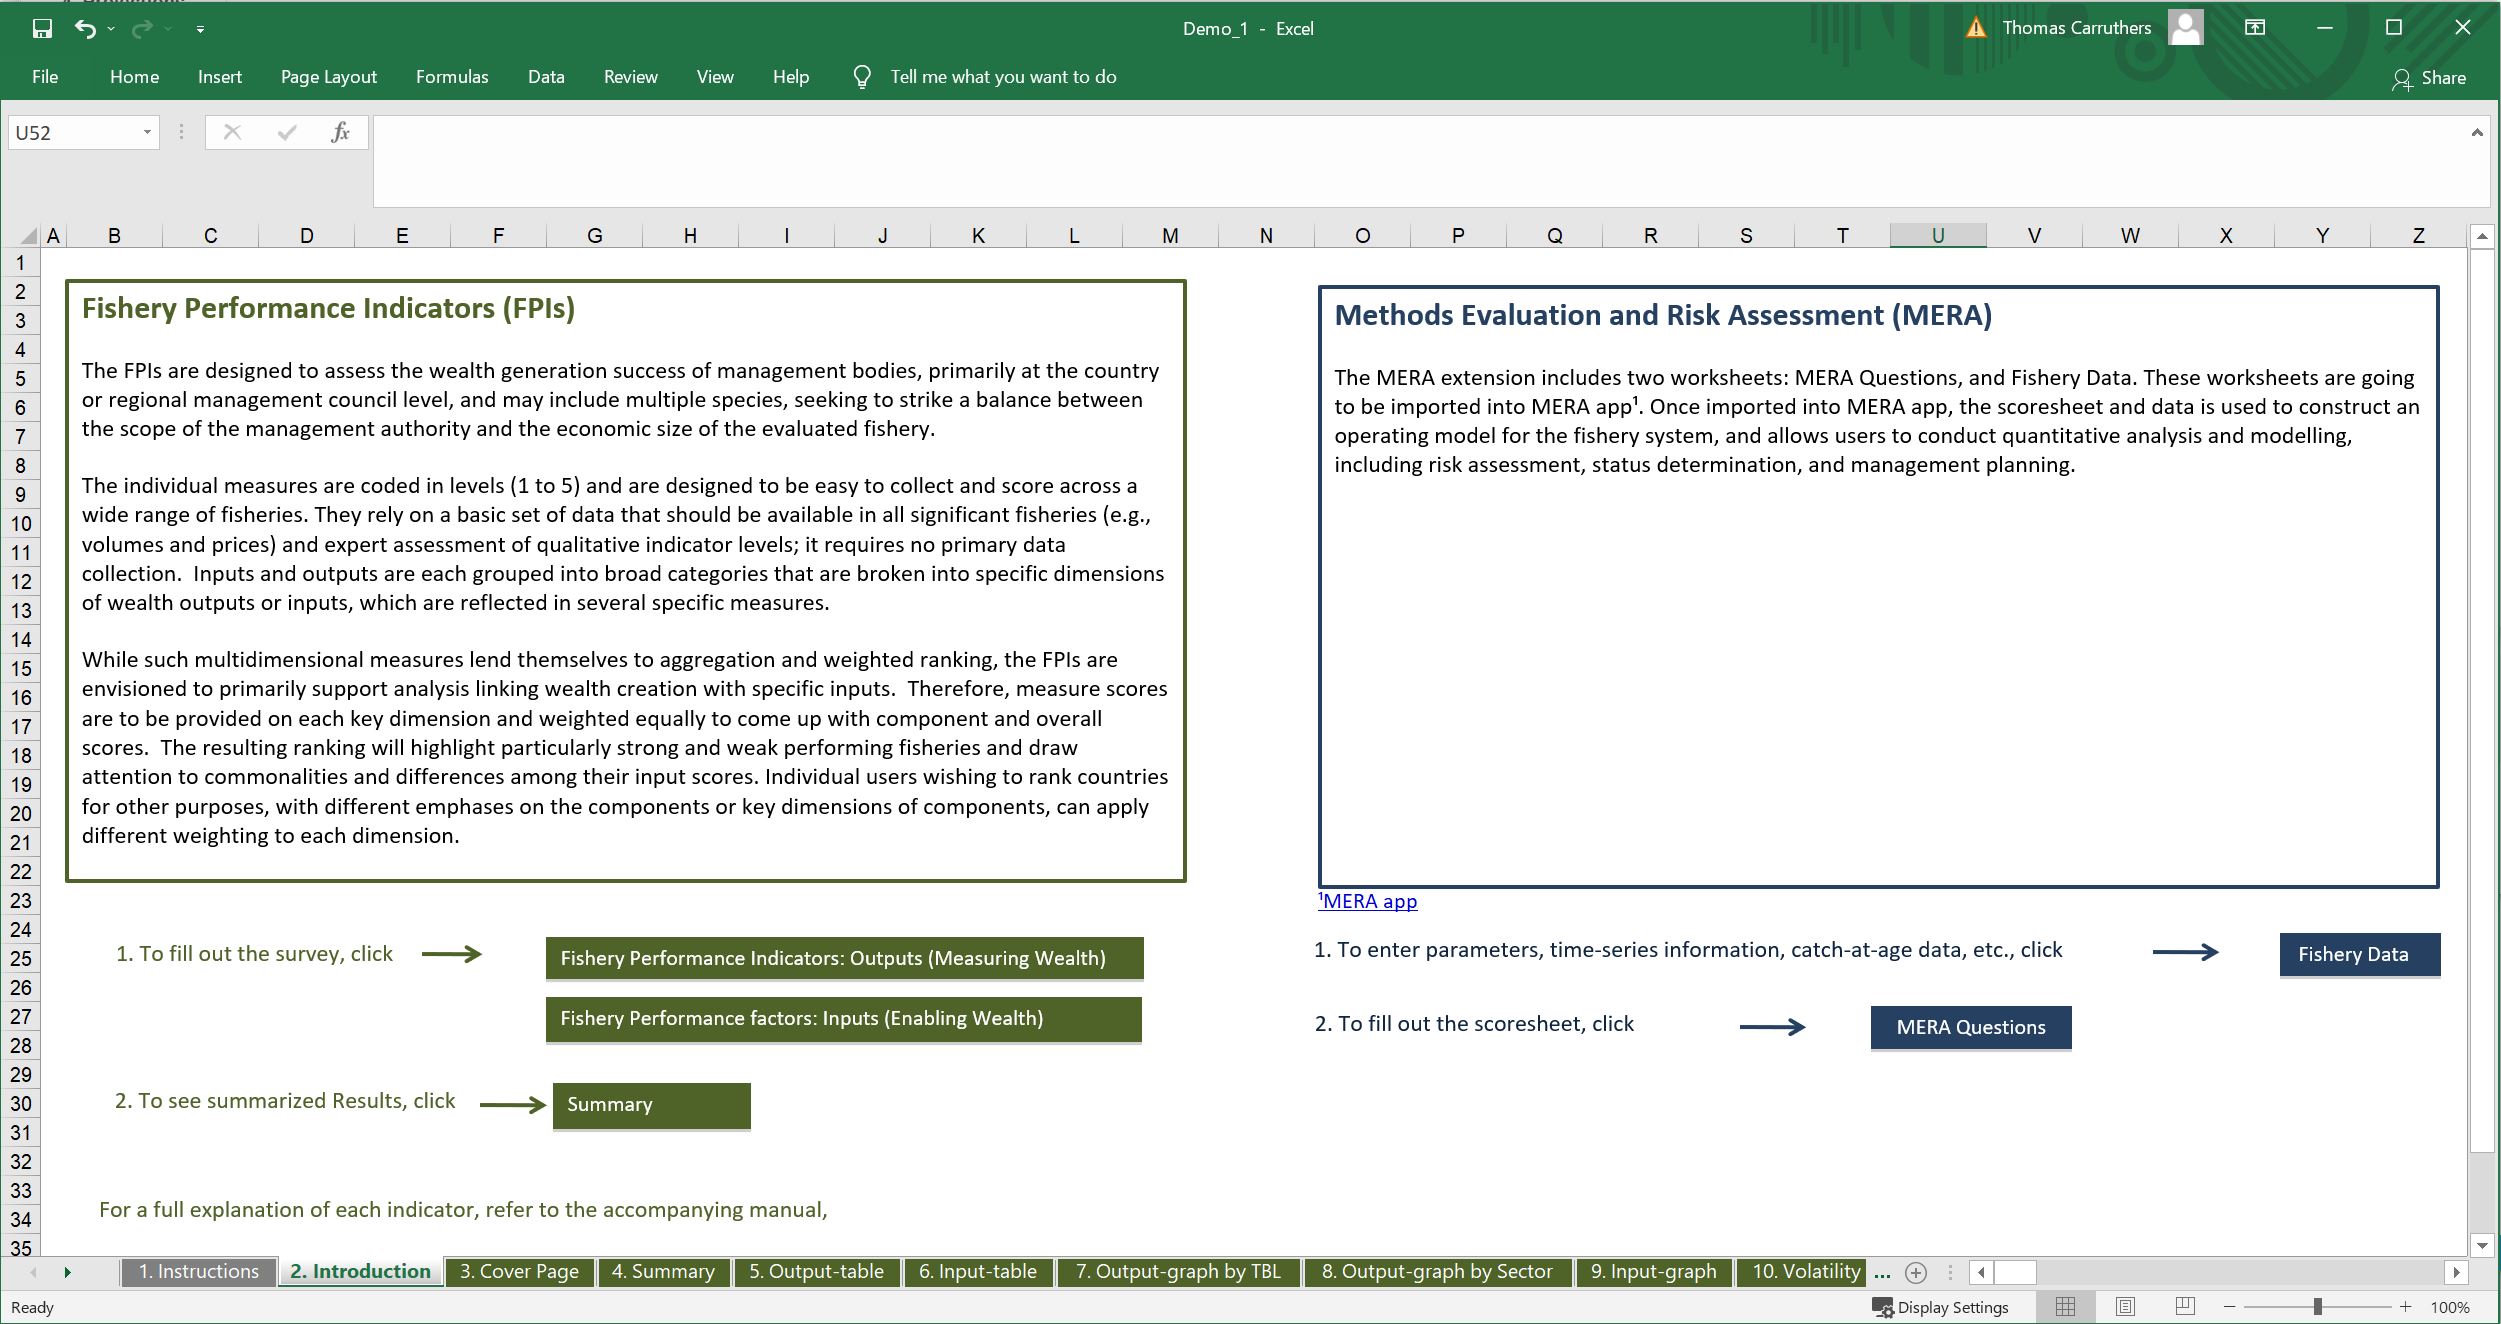 Demo_1 - Excel
Thomas Carruthers
File Home Insert Page Layout Formulas Data Review View Help Tell me what you want to do
Share
U52
fx
A B C D E F G H I J K L M N O P Q R S T U V W X Y Z
1
2
3
4
5
6
7
8
9
10
11
12
13
14
15
16
17
18
19
20
21
22
23
24
25
26
27
28
29
30
31
32
33
34
35
Fishery Performance Indicators (FPIs)
The FPIs are designed to assess the wealth generation success of management bodies, primarily at the country
or regional management council level, and may include multiple species, seeking to strike a balance between
the scope of the management authority and the economic size of the evaluated fishery.
The individual measures are coded in levels (1 to 5) and are designed to be easy to collect and score across a
wide range of fisheries. They rely on a basic set of data that should be available in all significant fisheries (e.g.,
volumes and prices) and expert assessment of qualitative indicator levels; it requires no primary data
collection. Inputs and outputs are each grouped into broad categories that are broken into specific dimensions
of wealth outputs or inputs, which are reflected in several specific measures.
While such multidimensional measures lend themselves to aggregation and weighted ranking, the FPIs are
envisioned to primarily support analysis linking wealth creation with specific inputs. Therefore, measure scores
are to be provided on each key dimension and weighted equally to come up with component and overall
scores. The resulting ranking will highlight particularly strong and weak performing fisheries and draw
attention to commonalities and differences among their input scores. Individual users wishing to rank countries
for other purposes, with different emphases on the components or key dimensions of components, can apply
different weighting to each dimension.
1. To fill out the survey, click
Fishery Performance Indicators: Outputs (Measuring Wealth)
Fishery Performance factors: Inputs (Enabling Wealth)
2. To see summarized Results, click
Summary
For a full explanation of each indicator, refer to the accompanying manual,
Methods Evaluation and Risk Assessment (MERA)
The MERA extension includes two worksheets: MERA Questions, and Fishery Data. These worksheets are going
to be imported into MERA app¹. Once imported into MERA app, the scoresheet and data is used to construct an
operating model for the fishery system, and allows users to conduct quantitative analysis and modelling,
including risk assessment, status determination, and management planning.
¹MERA app
1. To enter parameters, time-series information, catch-at-age data, etc., click
Fishery Data
2. To fill out the scoresheet, click
MERA Questions
1. Instructions 2. Introduction 3. Cover Page 4. Summary 5. Output-table 6. Input-table 7. Output-graph by TBL 8. Output-graph by Sector 9. Input-graph 10. Volatility ...
Ready
Display Settings
100%